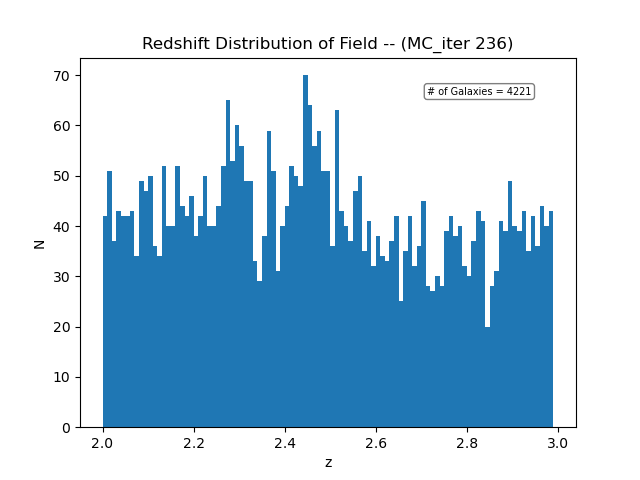 Redshift Distribution of Field -- (MC_iter 236)
# of Galaxies = 4221
70
60
50
40
30
20
10
0
N
2.0 2.2 2.4 2.6 2.8 3.0
z